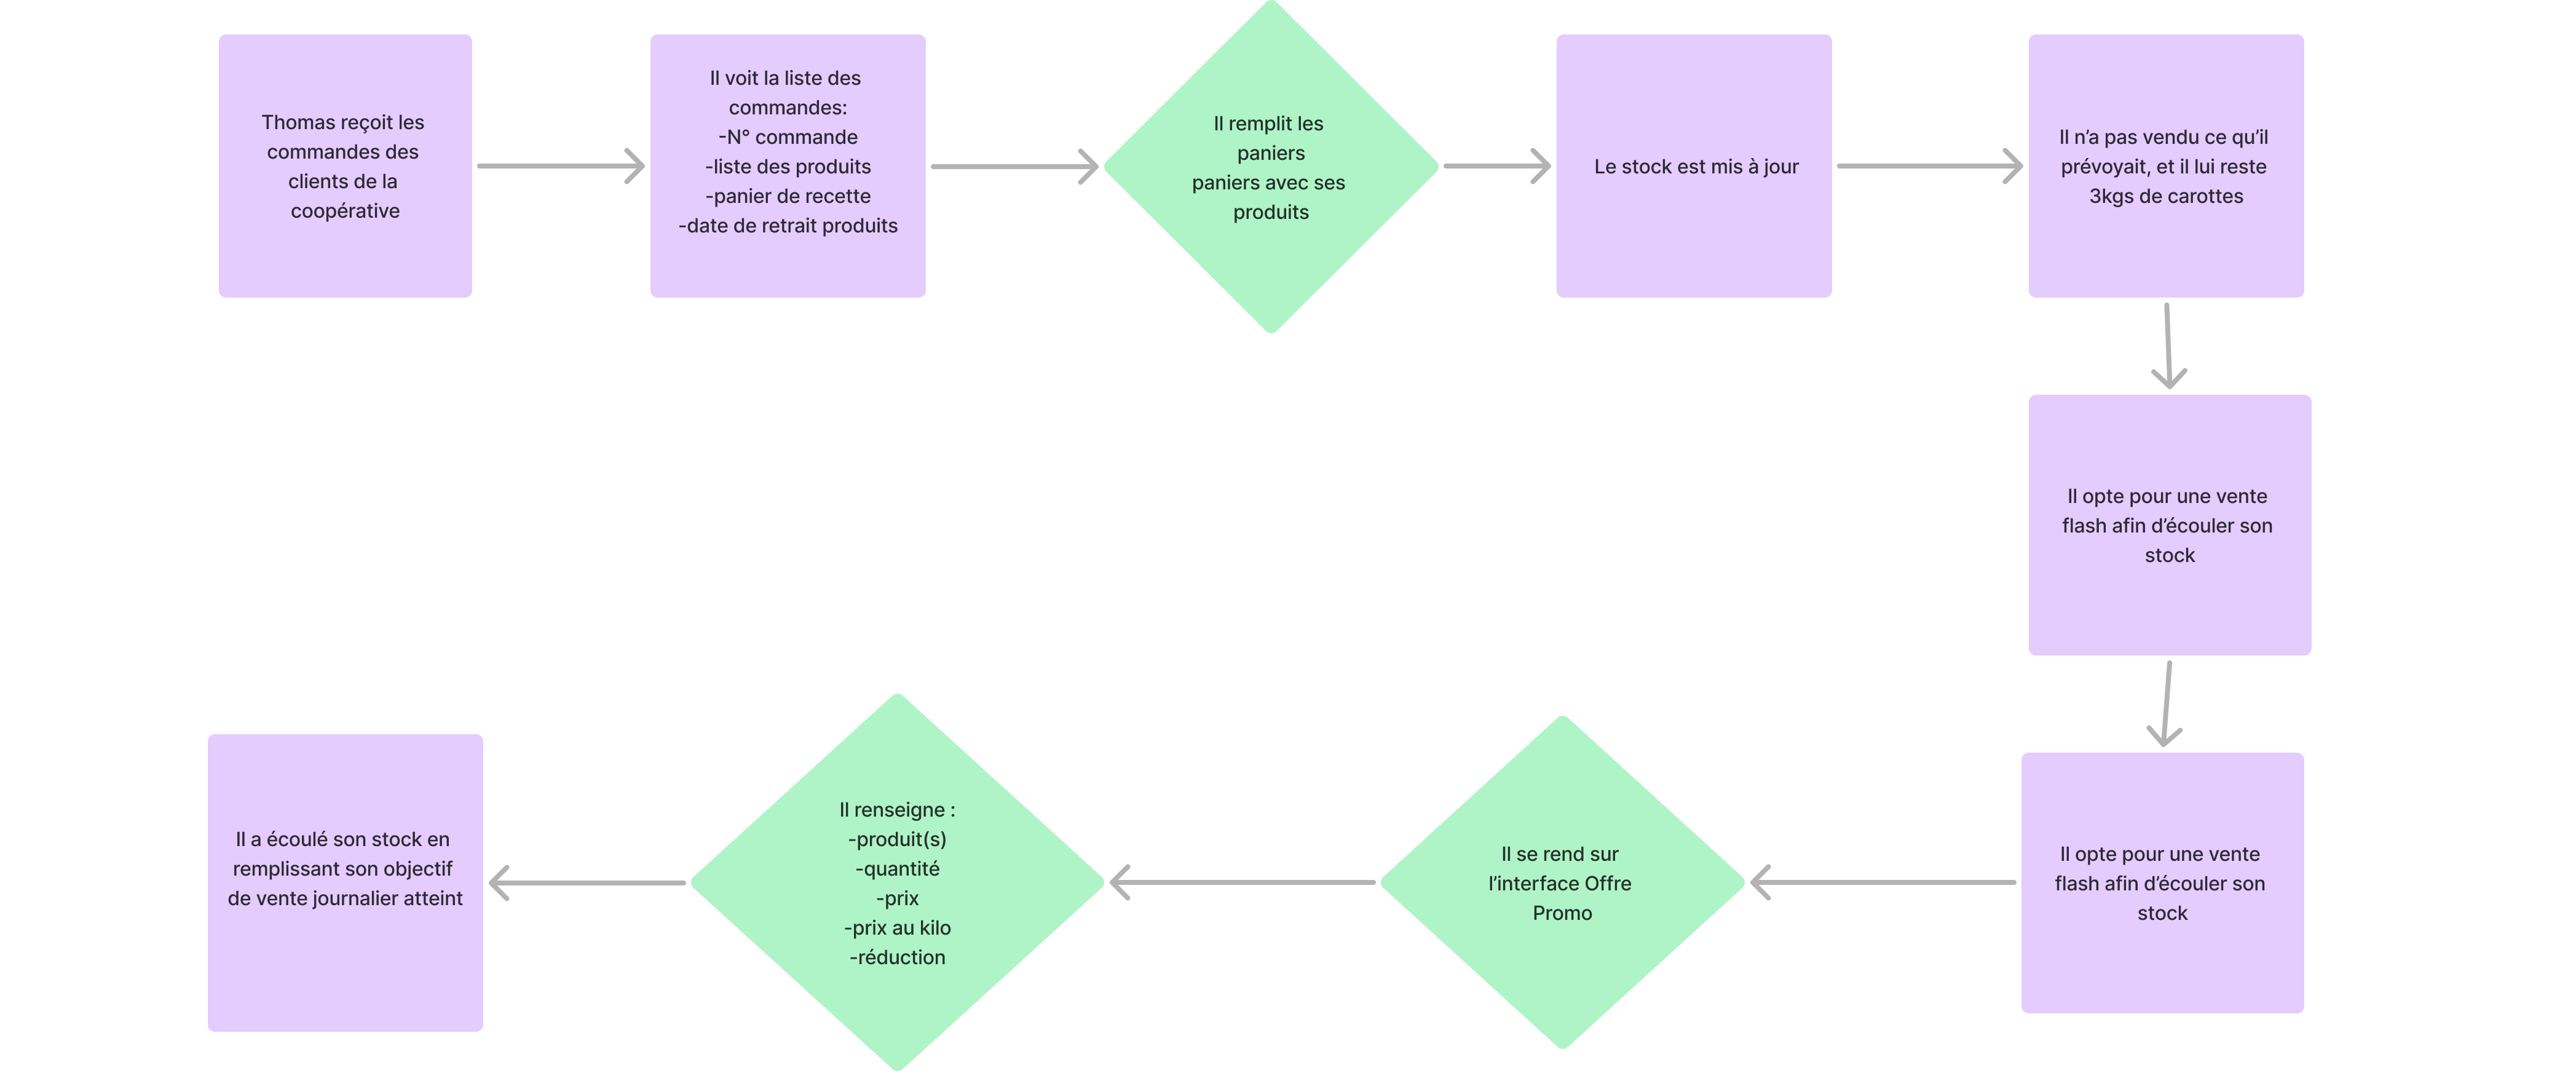 Thomas reçoit les
commandes des
clients de la
coopérative
Il voit la liste des
commandes:
-N° commande
-liste des produits
-panier de recette
-date de retrait produits
Il remplit les
paniers
paniers avec ses
produits
Le stock est mis à jour
Il n’a pas vendu ce qu’il
prévoyait, et il lui reste
3kgs de carottes
Il opte pour une vente
flash afin d’écouler son
stock
Il opte pour une vente
flash afin d’écouler son
stock
Il se rend sur
l’interface Offre
Promo
Il renseigne :
-produit(s)
-quantité
-prix
-prix au kilo
-réduction
Il a écoulé son stock en
remplissant son objectif
de vente journalier atteint